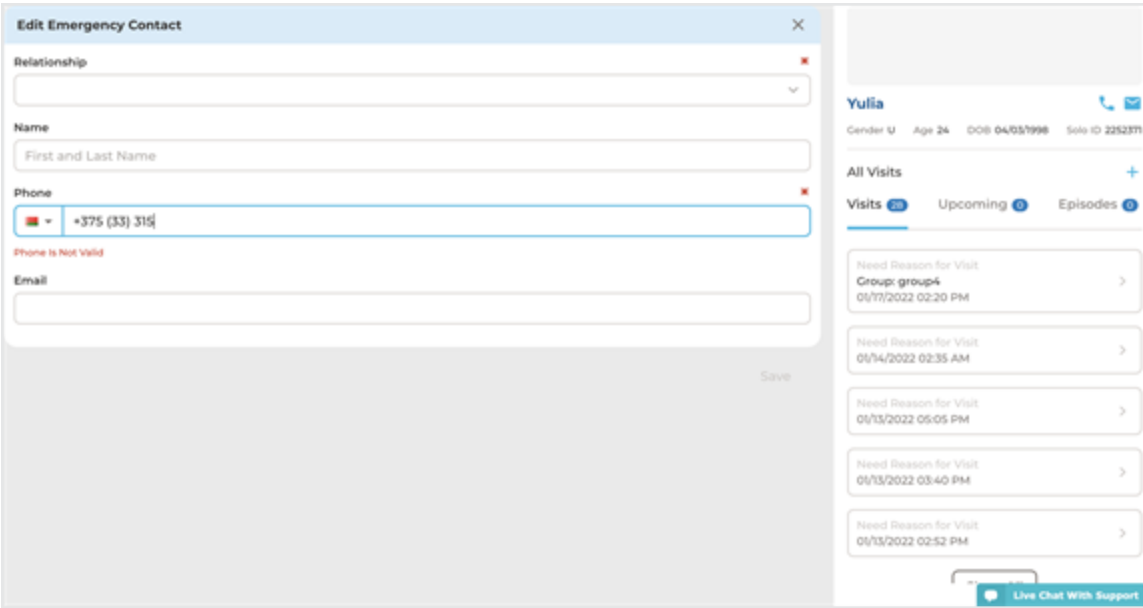 Edit Emergency Contact
Relationship
Name
First and Last Name
Phone
+375 (33) 315
Phone Is Not Valid
Email
Save
Yulia
Gender U Age 24 DOB 04/03/1998 Solo ID 2252371
All Visits
Visits 28 Upcoming 0 Episodes 0
Need Reason for Visit
Group: group4
01/17/2022 02:20 PM
Need Reason for Visit
01/14/2022 02:35 AM
Need Reason for Visit
01/13/2022 05:05 PM
Need Reason for Visit
01/13/2022 03:40 PM
Need Reason for Visit
01/13/2022 02:52 PM
Live Chat With Support